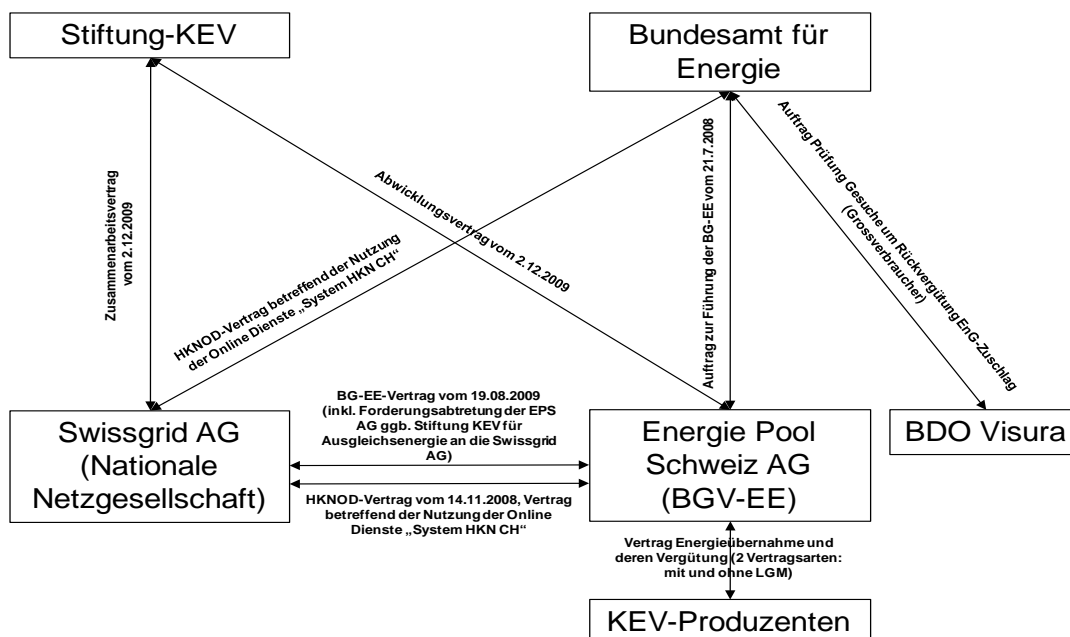 Stiftung-KEV
Bundesamt für
Energie
Zusammenarbeitsvertrag
vom 2.12.2009
HKNOD-Vertrag betreffend der Nutzung
der Online Dienste „System HKN CH“
Abwicklungsvertrag vom 2.12.2009
Auftrag zur Führung der BG-EE vom 21.7.2008
Auftrag Prüfung Gesuche um Rückvergütung EnG-Zuschlag
(Grossverbraucher)
Swissgrid AG
(Nationale
Netzgesellschaft)
BG-EE-Vertrag vom 19.08.2009
(inkl. Forderungsabtretung der EPS
AG ggb. Stiftung KEV für
Ausgleichsenergie an die Swissgrid
AG)
HKNOD-Vertrag vom 14.11.2008, Vertrag
betreffend der Nutzung der Online
Dienste „System HKN CH“
Energie Pool
Schweiz AG
(BGV-EE)
BDO Visura
Vertrag Energieübernahme und
deren Vergütung (2 Vertragsarten:
mit und ohne LGM)
KEV-Produzenten